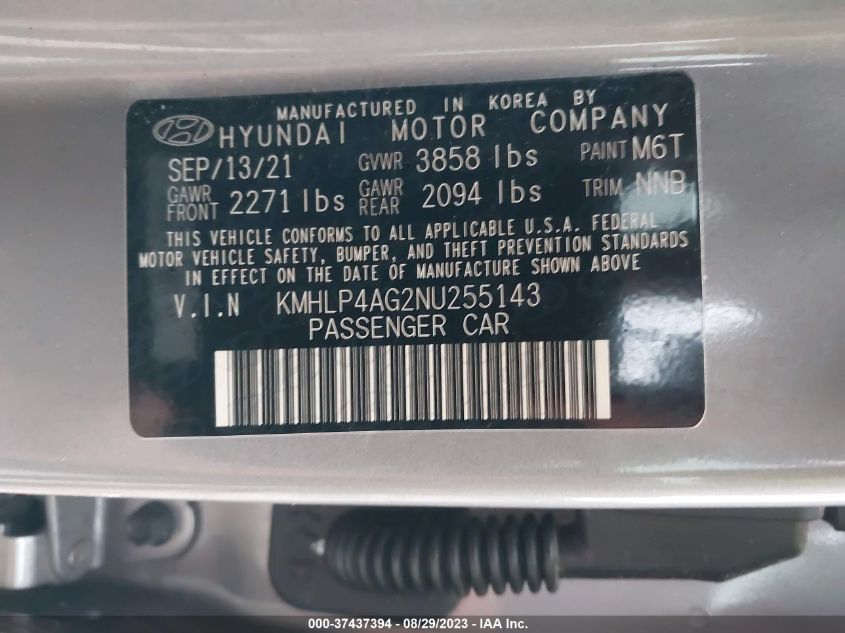 MANUFACTURED IN KOREA BY
HYUNDAI MOTOR COMPANY
SEP/13/21 GVWR 3858 lbs PAINT M6T
GAWR FRONT 2271 lbs GAWR REAR 2094 lbs TRIM NNB
THIS VEHICLE CONFORMS TO ALL APPLICABLE U.S.A. FEDERAL
MOTOR VEHICLE SAFETY, BUMPER, AND THEFT PREVENTION STANDARDS
IN EFFECT ON THE DATE OF MANUFACTURE SHOWN ABOVE
V.I.N KMHLP4AG2NU255143
PASSENGER CAR
000-37437394 - 08/29/2023 - IAA Inc.